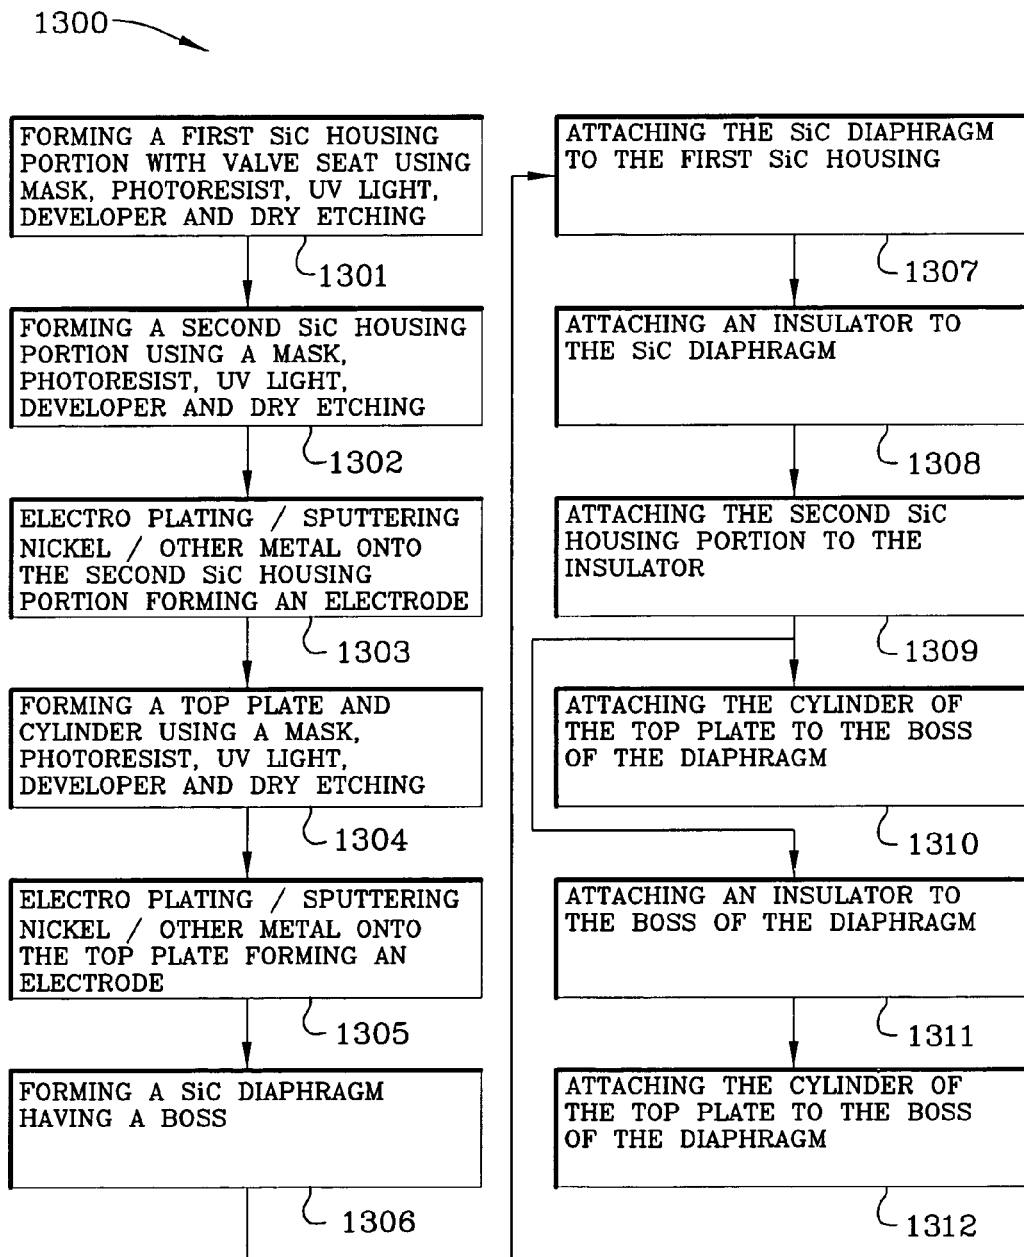 1300
FORMING A FIRST SiC HOUSING
PORTION WITH VALVE SEAT USING
MASK, PHOTORESIST, UV LIGHT,
DEVELOPER AND DRY ETCHING
1301
FORMING A SECOND SiC HOUSING
PORTION USING A MASK,
PHOTORESIST, UV LIGHT,
DEVELOPER AND DRY ETCHING
1302
ELECTRO PLATING / SPUTTERING
NICKEL / OTHER METAL ONTO
THE SECOND SiC HOUSING
PORTION FORMING AN ELECTRODE
1303
FORMING A TOP PLATE AND
CYLINDER USING A MASK,
PHOTORESIST, UV LIGHT,
DEVELOPER AND DRY ETCHING
1304
ELECTRO PLATING / SPUTTERING
NICKEL / OTHER METAL ONTO
THE TOP PLATE FORMING AN
ELECTRODE
1305
FORMING A SiC DIAPHRAGM
HAVING A BOSS
1306
ATTACHING THE SiC DIAPHRAGM
TO THE FIRST SiC HOUSING
1307
ATTACHING AN INSULATOR TO
THE SiC DIAPHRAGM
1308
ATTACHING THE SECOND SiC
HOUSING PORTION TO THE
INSULATOR
1309
ATTACHING THE CYLINDER OF
THE TOP PLATE TO THE BOSS
OF THE DIAPHRAGM
1310
ATTACHING AN INSULATOR TO
THE BOSS OF THE DIAPHRAGM
1311
ATTACHING THE CYLINDER OF
THE TOP PLATE TO THE BOSS
OF THE DIAPHRAGM
1312